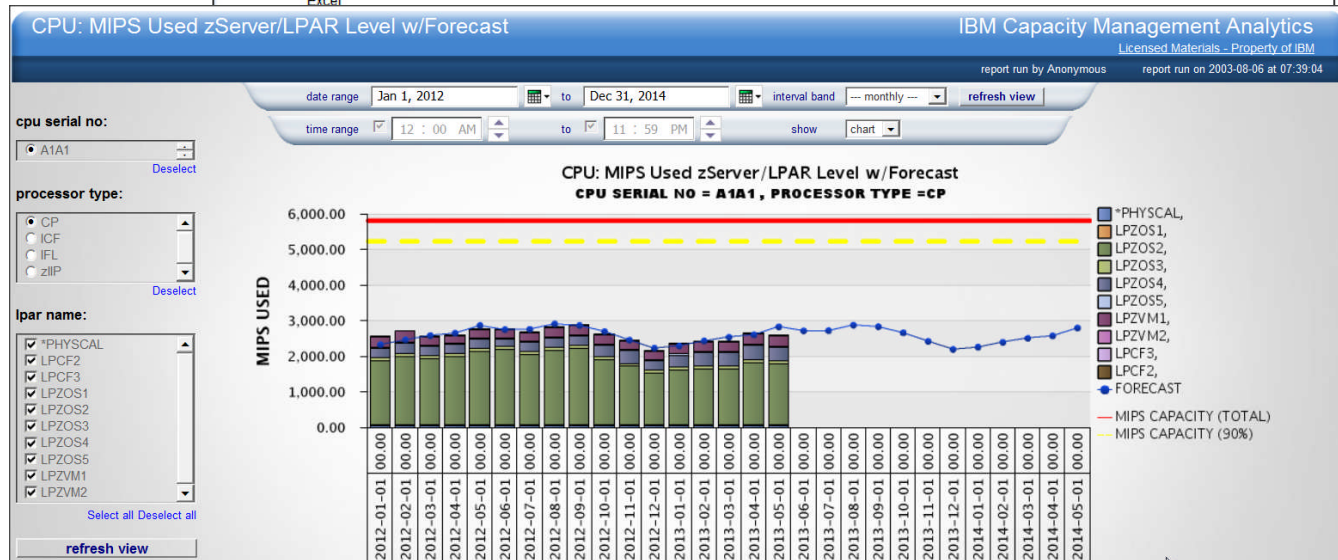 Excel
CPU: MIPS Used zServer/LPAR Level w/Forecast
IBM Capacity Management Analytics
Licensed Materials - Property of IBM
report run by Anonymous report run on 2003-08-06 at 07:39:04
date range Jan 1, 2012 to Dec 31, 2014 interval band --- monthly --- refresh view
time range 12 : 00 AM to 11 : 59 PM show chart
cpu serial no:
A1A1
Deselect
processor type:
CP
ICF
IFL
zIIP
Deselect
lpar name:
*PHYSCAL
LPCF2
LPCF3
LPZOS1
LPZOS2
LPZOS3
LPZOS4
LPZOS5
LPZVM1
LPZVM2
Select all Deselect all
refresh view
CPU: MIPS Used zServer/LPAR Level w/Forecast
CPU SERIAL NO = A1A1 , PROCESSOR TYPE =CP
MIPS USED
6,000.00
5,000.00
4,000.00
3,000.00
2,000.00
1,000.00
0.00
00.00 00.00 00.00 00.00 00.00 00.00 00.00 00.00 00.00 00.00 00.00 00.00 00.00 00.00 00.00 00.00 00.00 00.00 00.00 00.00 00.00 00.00 00.00 00.00 00.00 00.00 00.00 00.00 00.00
2012-01-01 2012-02-01 2012-03-01 2012-04-01 2012-05-01 2012-06-01 2012-07-01 2012-08-01 2012-09-01 2012-10-01 2012-11-01 2012-12-01 2013-01-01 2013-02-01 2013-03-01 2013-04-01 2013-05-01 2013-06-01 2013-07-01 2013-08-01 2013-09-01 2013-10-01 2013-11-01 2013-12-01 2014-01-01 2014-02-01 2014-03-01 2014-04-01 2014-05-01
*PHYSCAL,
LPZOS1,
LPZOS2,
LPZOS3,
LPZOS4,
LPZOS5,
LPZVM1,
LPZVM2,
LPCF3,
LPCF2,
FORECAST
MIPS CAPACITY (TOTAL)
MIPS CAPACITY (90%)